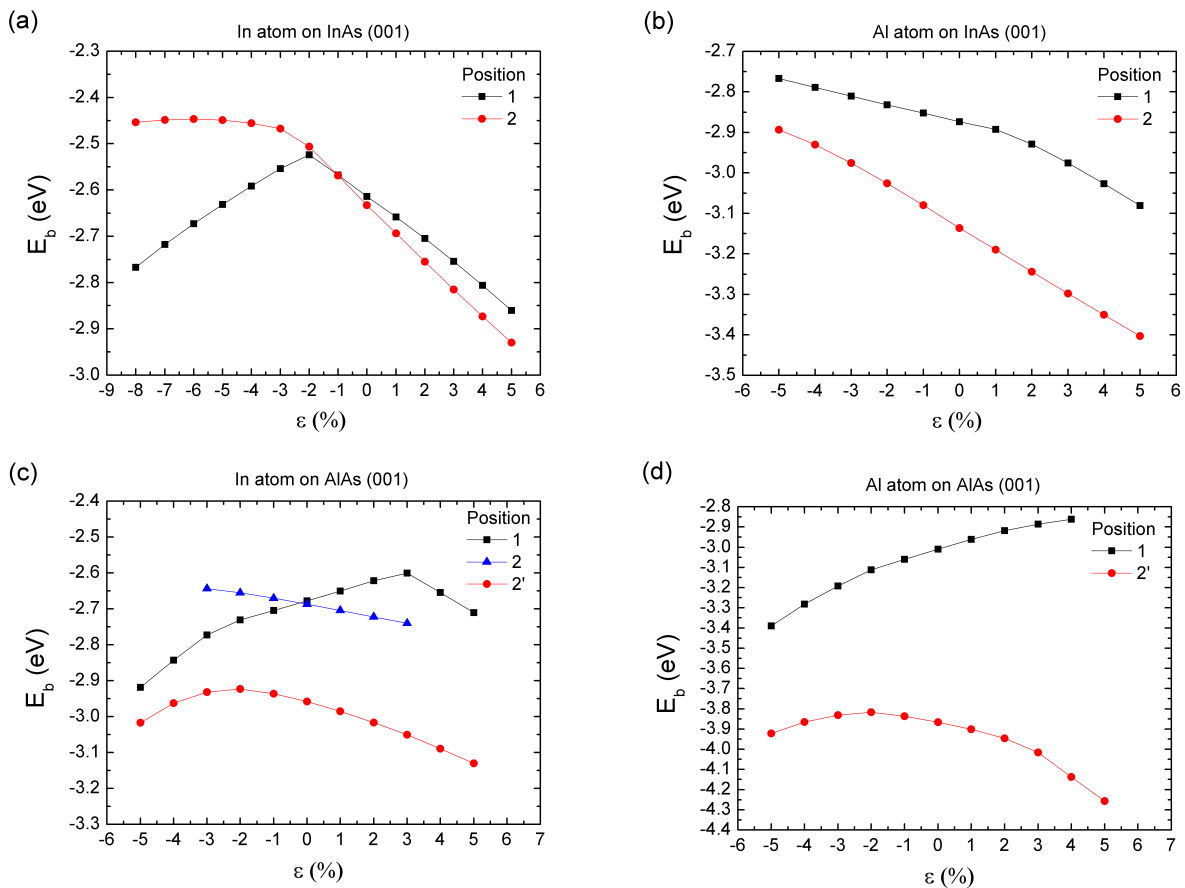 (a)
In atom on InAs (001)
-2.3
-2.4
-2.5
-2.6
-2.7
-2.8
-2.9
-3.0
E_b (eV)
Position
1
2
-9 -8 -7 -6 -5 -4 -3 -2 -1 0 1 2 3 4 5 6
ε (%)
(b)
Al atom on InAs (001)
-2.7
-2.8
-2.9
-3.0
-3.1
-3.2
-3.3
-3.4
-3.5
E_b (eV)
Position
1
2
-6 -5 -4 -3 -2 -1 0 1 2 3 4 5 6
ε (%)
(c)
In atom on AlAs (001)
-2.4
-2.5
-2.6
-2.7
-2.8
-2.9
-3.0
-3.1
-3.2
-3.3
E_b (eV)
Position
1
2
2'
-5 -4 -3 -2 -1 0 1 2 3 4 5 6 7
ε (%)
(d)
Al atom on AlAs (001)
-2.8
-2.9
-3.0
-3.1
-3.2
-3.3
-3.4
-3.5
-3.6
-3.7
-3.8
-3.9
-4.0
-4.1
-4.2
-4.3
-4.4
E_b (eV)
Position
1
2'
-6 -5 -4 -3 -2 -1 0 1 2 3 4 5 6 7
ε (%)